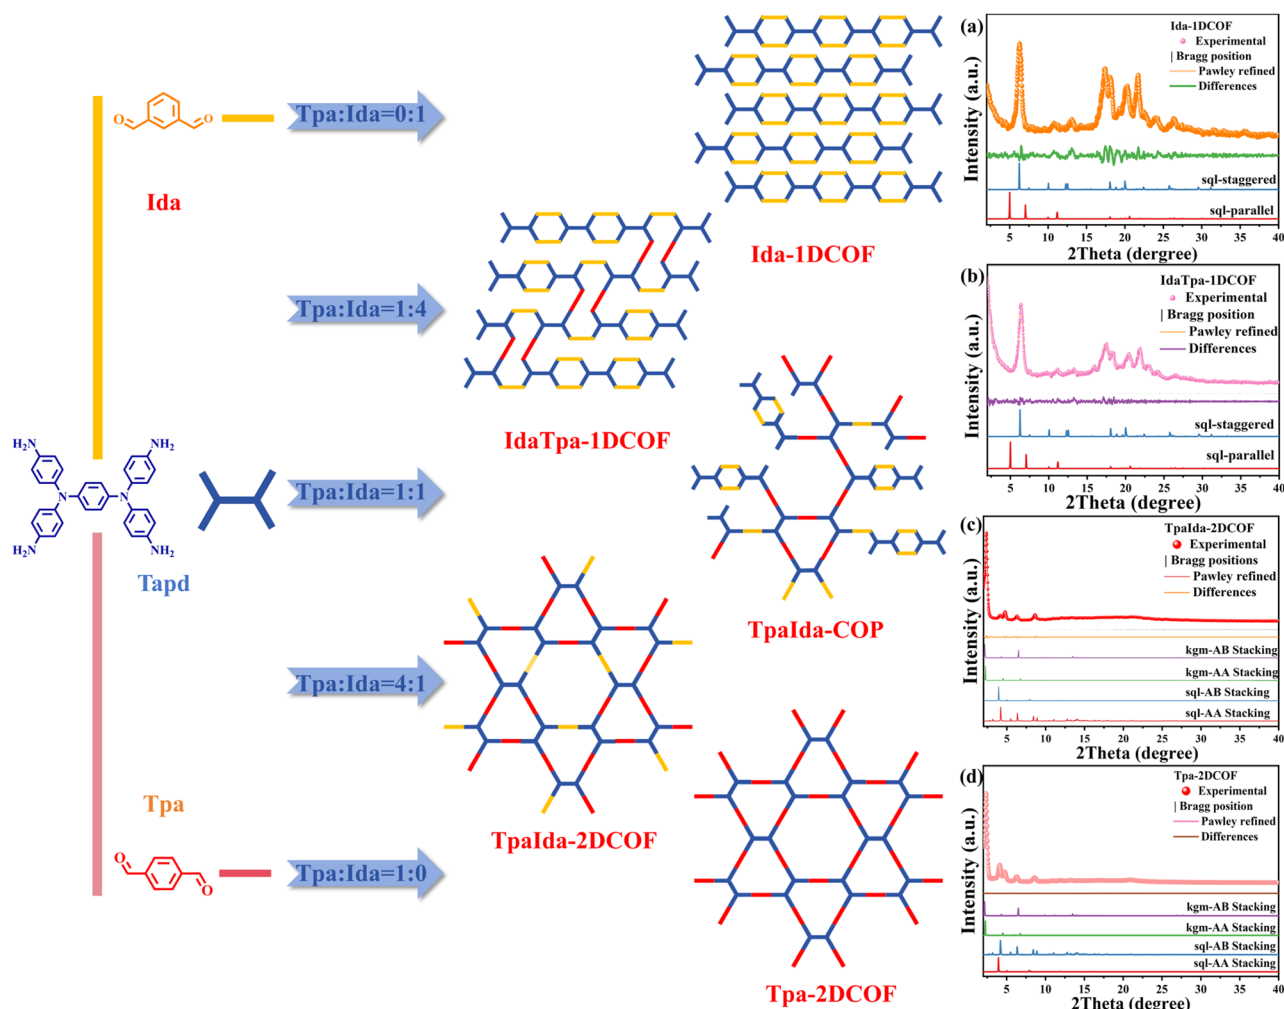 O
O
Ida
Tpa:Ida=0:1
Ida-1DCOF
Tpa:Ida=1:4
IdaTpa-1DCOF
H2N
NH2
N
N
H2N
NH2
Tapd
Tpa:Ida=1:1
TpaIda-COP
Tpa:Ida=4:1
TpaIda-2DCOF
Tpa
O
O
Tpa:Ida=1:0
Tpa-2DCOF
(a)
Ida-1DCOF
Experimental
| Bragg position
Pawley refined
Differences
sql-staggered
sql-parallel
Intensity (a.u.)
5 10 15 20 25 30 35 40
2Theta (dergree)
(b)
IdaTpa-1DCOF
Experimental
| Bragg position
Pawley refined
Differences
sql-staggered
sql-parallel
Intensity (a.u.)
5 10 15 20 25 30 35 40
2Theta (dergree)
(c)
TpaIda-2DCOF
Experimental
| Bragg positions
Pawley refined
Differences
kgm-AB Stacking
kgm-AA Stacking
sql-AB Stacking
sql-AA Stacking
Intensity (a.u.)
5 10 15 20 25 30 35 40
2Theta (degree)
(d)
Tpa-2DCOF
Experimental
| Bragg position
Pawley refined
Differences
kgm-AB Stacking
kgm-AA Stacking
sql-AB Stacking
sql-AA Stacking
Intensity (a.u.)
5 10 15 20 25 30 35 40
2Theta (degree)